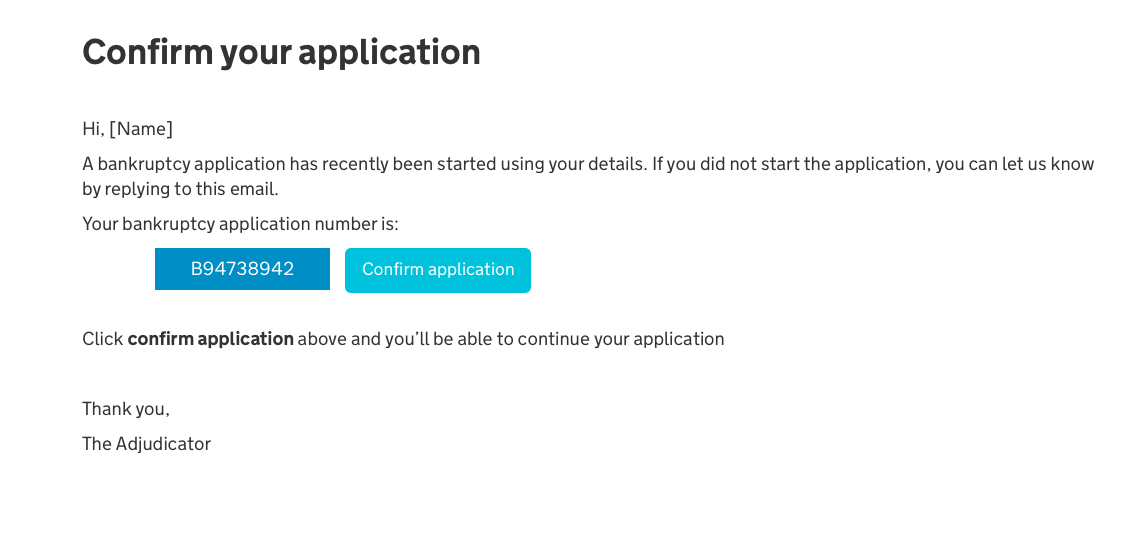 Confirm your application
Hi, [Name]
A bankruptcy application has recently been started using your details. If you did not start the application, you can let us know
by replying to this email.
Your bankruptcy application number is:
B94738942
Confirm application
Click confirm application above and you’ll be able to continue your application
Thank you,
The Adjudicator